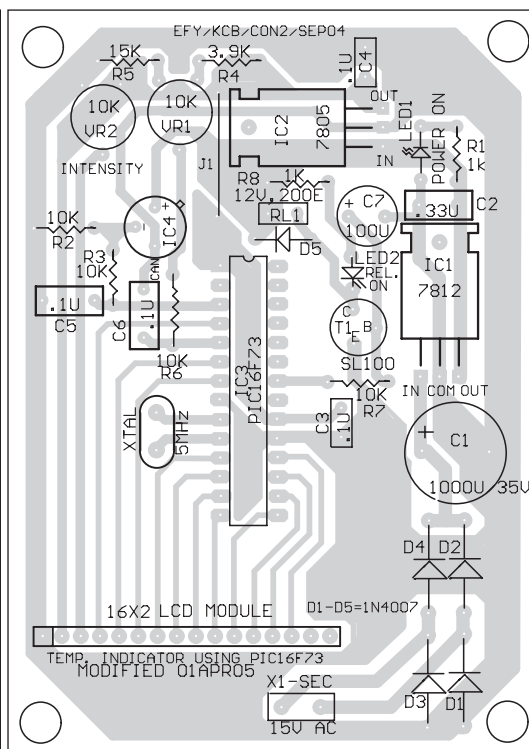 EFY/KCB/CON2/SEP04
15K
R5
3.9K
R4
.1U
C4
10K
VR2
10K
VR1
IC2
7805
OUT
IN
LED1
POWER ON
R1
1k
INTENSITY
J1
R8
1K
12V,200E
RL1
D5
+
C7
100U
.33U
C2
10K
R2
+
-
IC4
CAN
R3
10K
.1U
C5
C6
.1U
10K
R6
LED2
REL.
ON
C
T1
B
E
SL100
IC1
7812
IC3
PIC16F73
10K
R7
C3
.1U
IN COM OUT
XTAL
5MHz
+
C1
1000U/35V
D4
D2
16X2 LCD MODULE
D1-D5=1N4007
TEMP. INDICATOR USING PIC16F73
MODIFIED 01APR05
X1-SEC
15V AC
D3
D1